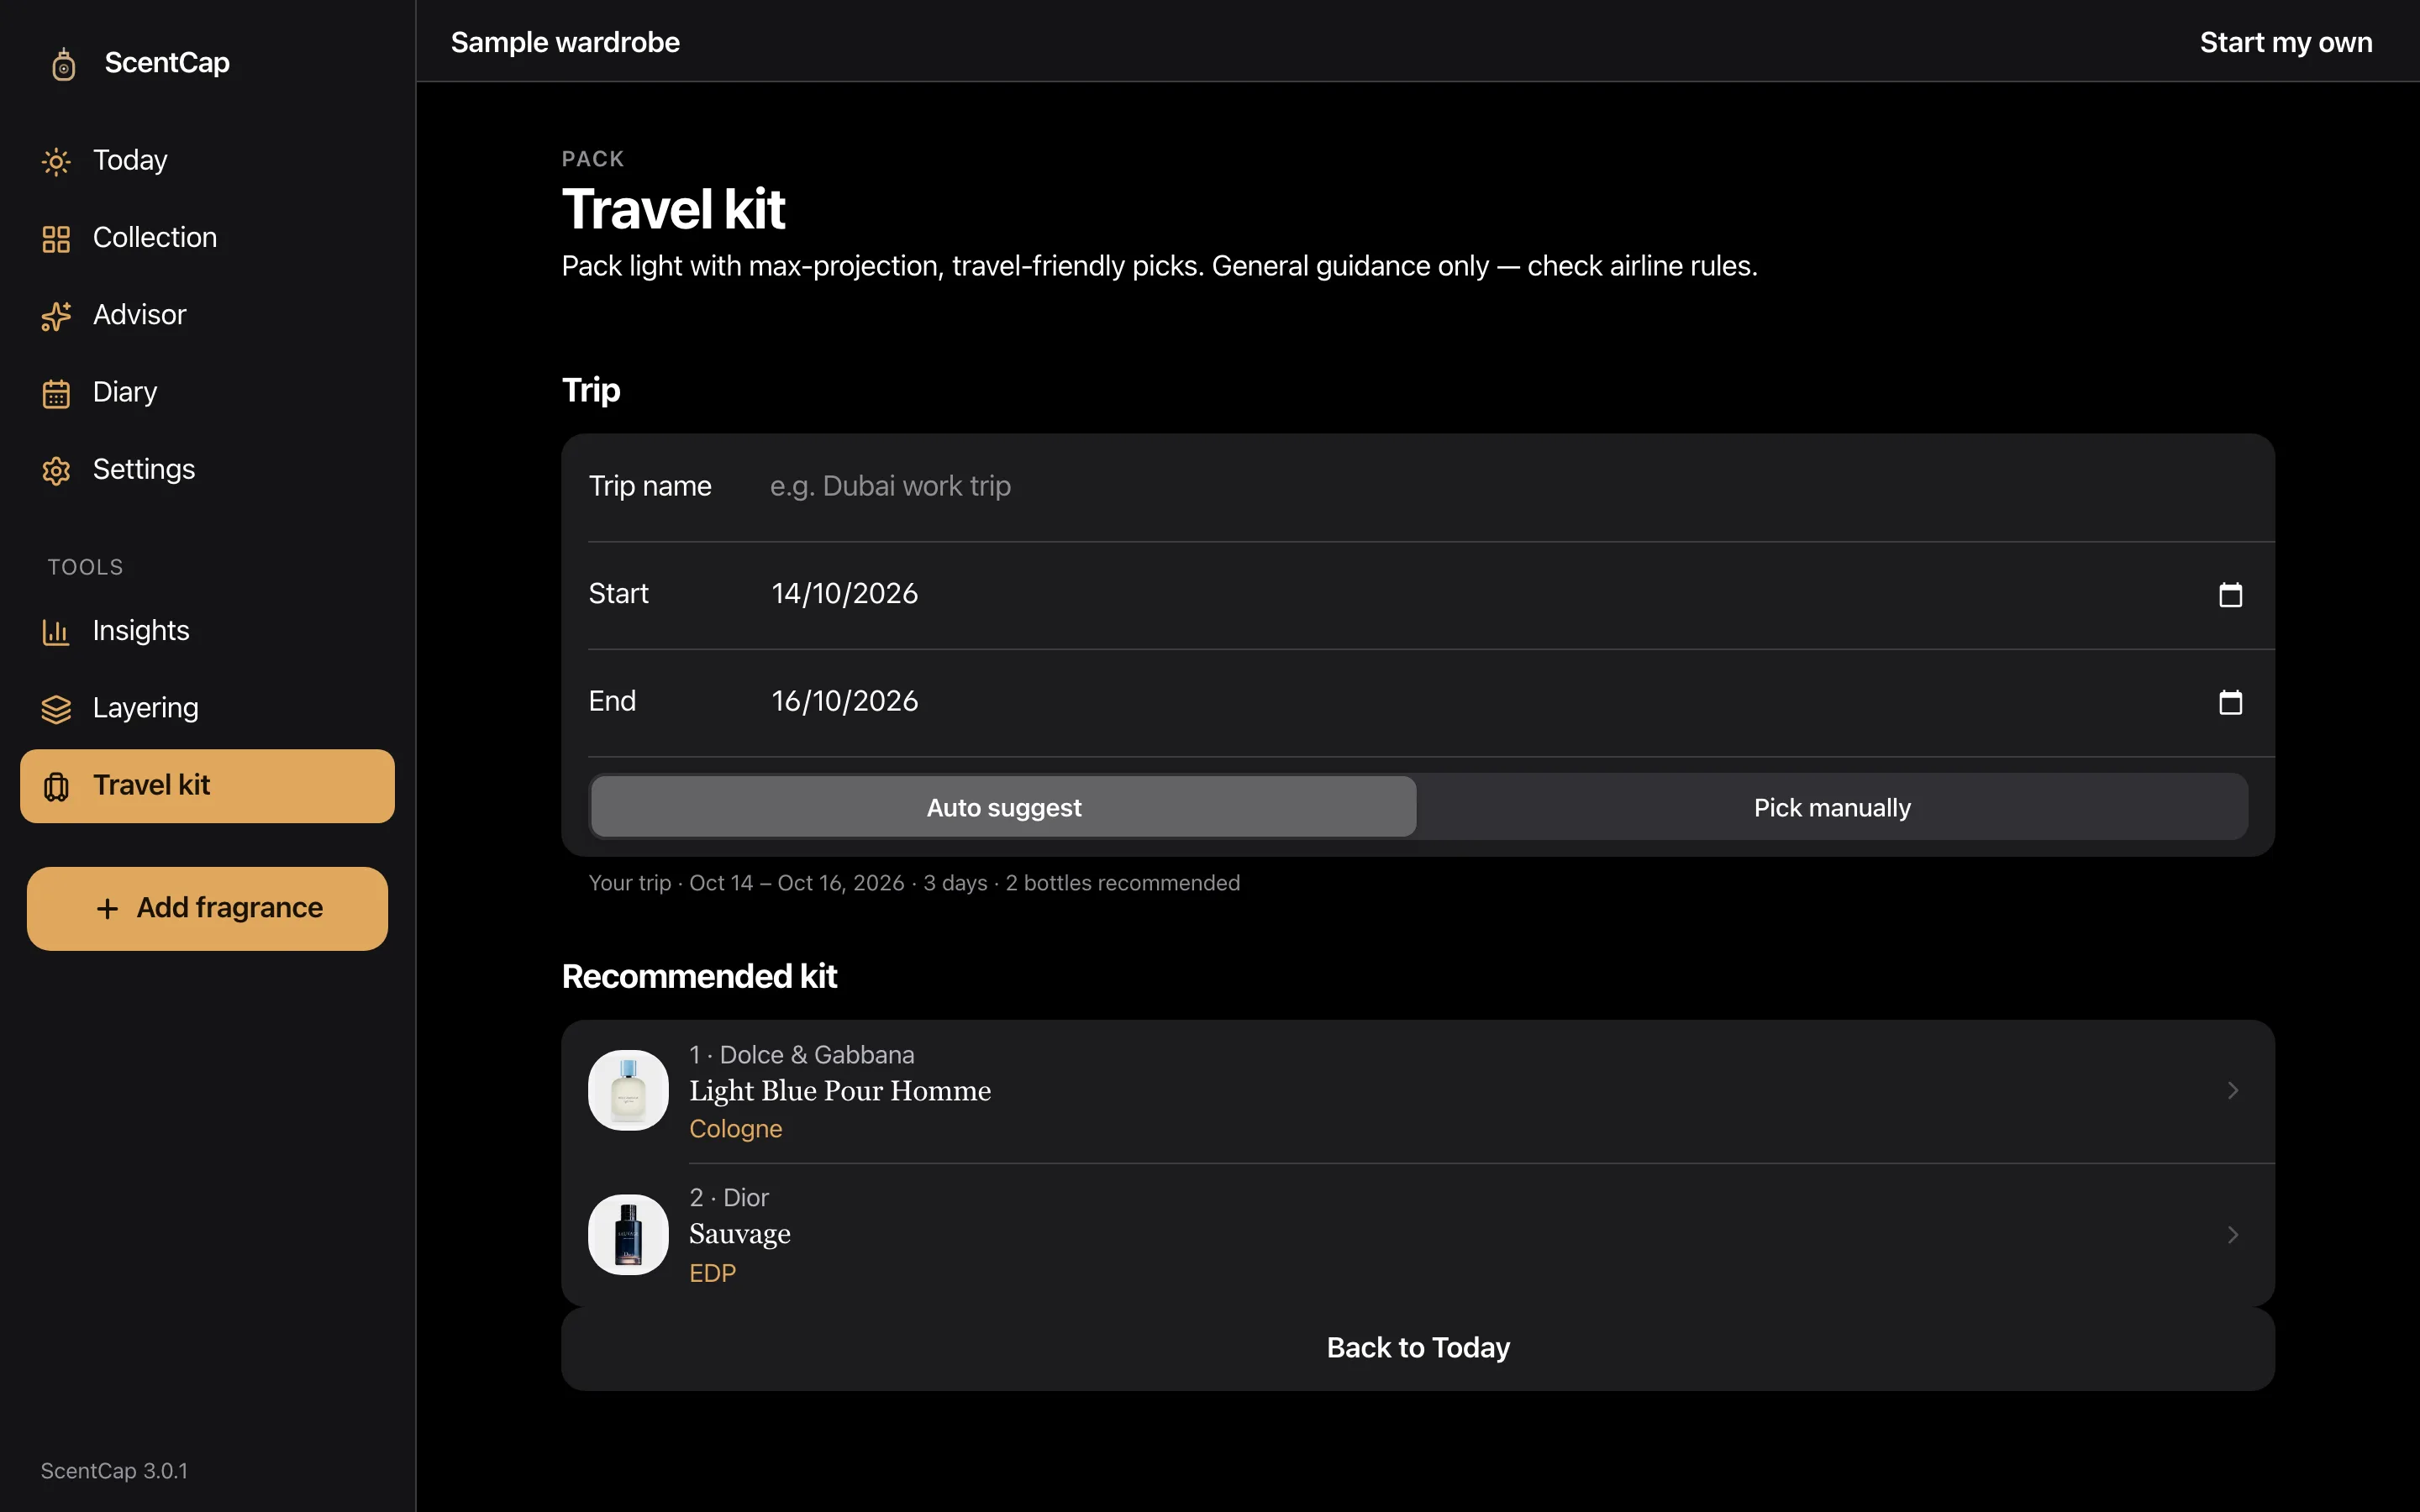 ScentCap
Today
Collection
Advisor
Diary
Settings
TOOLS
Insights
Layering
Travel kit
+ Add fragrance
ScentCap 3.0.1
Sample wardrobe
Start my own
PACK
Travel kit
Pack light with max-projection, travel-friendly picks. General guidance only — check airline rules.
Trip
Trip name e.g. Dubai work trip
Start 14/10/2026
End 16/10/2026
Auto suggest Pick manually
Your trip · Oct 14 – Oct 16, 2026 · 3 days · 2 bottles recommended
Recommended kit
1 · Dolce & Gabbana
Light Blue Pour Homme
Cologne
2 · Dior
Sauvage
EDP
Back to Today